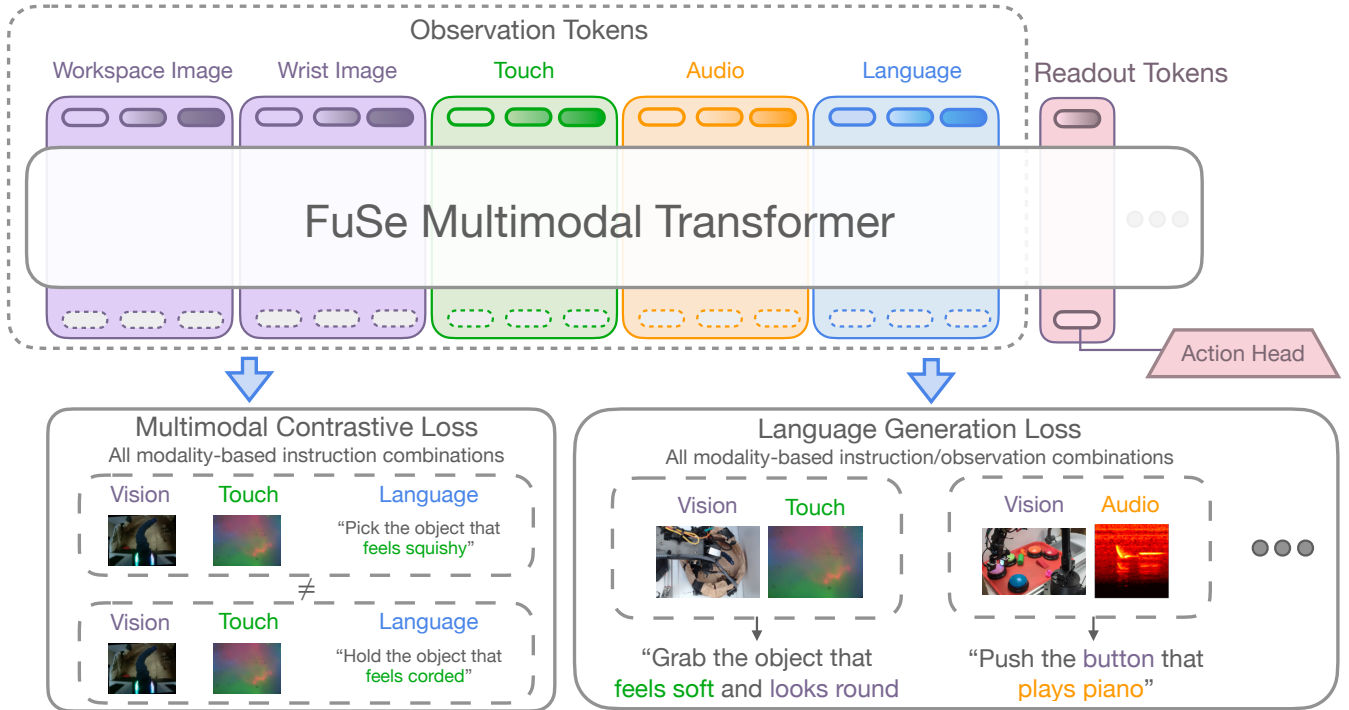 Observation Tokens
Workspace Image
Wrist Image
Touch
Audio
Language
Readout Tokens
FuSe Multimodal Transformer
Action Head
Multimodal Contrastive Loss
All modality-based instruction combinations
Vision
Touch
Language
“Pick the object that
feels squishy”
≠
Vision
Touch
Language
“Hold the object that
feels corded”
Language Generation Loss
All modality-based instruction/observation combinations
Vision
Touch
“Grab the object that
feels soft and looks round
Vision
Audio
“Push the button that
plays piano”